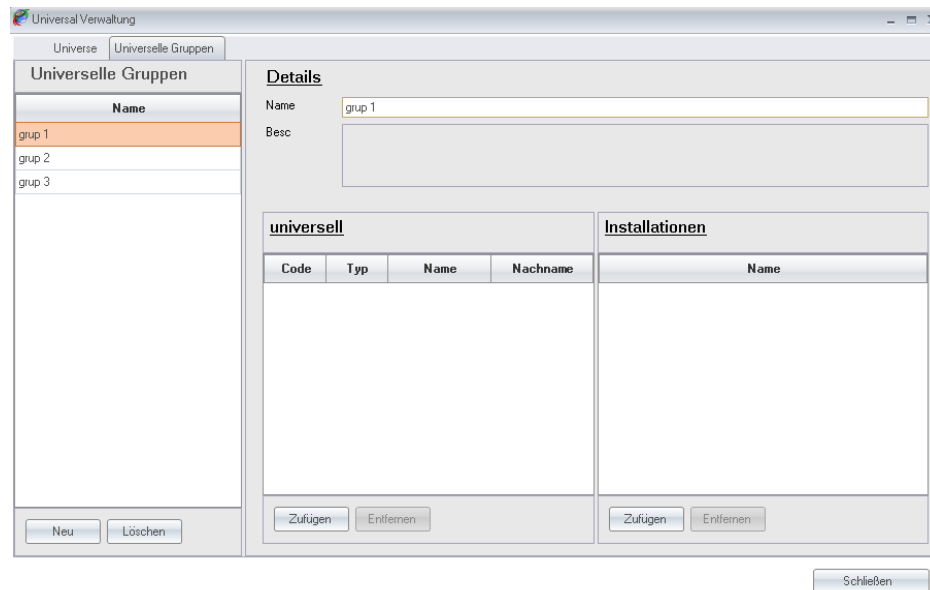 Universal Verwaltung
Universe
Universelle Gruppen
Universelle Gruppen
Name
grup 1
grup 2
grup 3
Neu
Löschen
Details
Name
grup 1
Besc
universell
Code Typ Name Nachname
Zufügen
Entfernen
Installationen
Name
Zufügen
Entfernen
Schließen